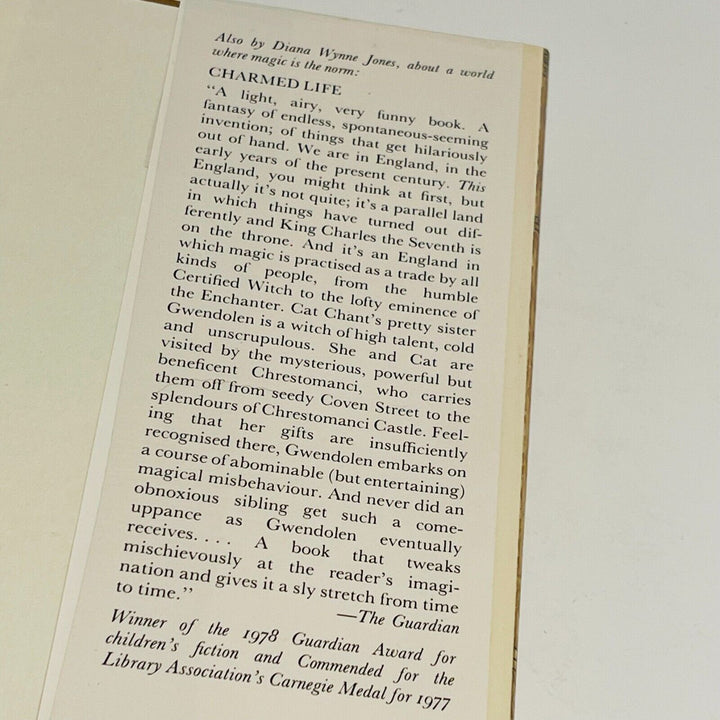 Also by Diana Wynne Jones, about a world
where magic is the norm:
CHARMED LIFE
“A light, airy, very funny book. A
fantasy of endless, spontaneous-seeming
invention; of things that get hilariously
out of hand. We are in England, in the
early years of the present century. This
England, you might think at first, but
actually it’s not quite; it’s a parallel land
in which things have turned out dif-
ferently and King Charles the Seventh is
on the throne. And it’s an England in
which magic is practised as a trade by all
kinds of people, from the humble
Certified Witch to the lofty eminence of
the Enchanter. Cat Chant’s pretty sister
Gwendolen is a witch of high talent, cold
and unscrupulous. She and Cat are
visited by the mysterious, powerful but
beneficent Chrestomanci, who carries
them off from seedy Coven Street to the
splendours of Chrestomanci Castle. Feel-
ing that her gifts are insufficiently
recognised there, Gwendolen embarks on
a course of abominable (but entertaining)
magical misbehaviour. And never did an
obnoxious sibling get such a come-
uppance as Gwendolen eventually
receives.... A book that tweaks
mischievously at the reader’s imagi-
nation and gives it a sly stretch from time
to time.”
—The Guardian
Winner of the 1978 Guardian Award for
children’s fiction and Commended for the
Library Association’s Carnegie Medal for 1977